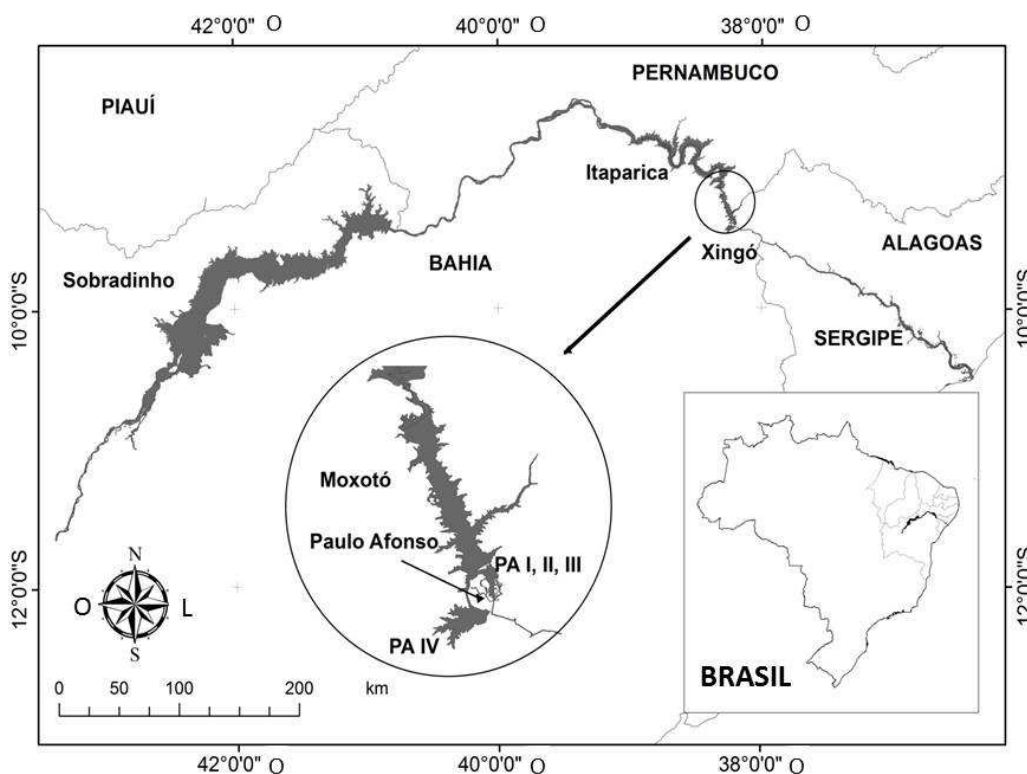 42°0'0" O
40°0'0" O
38°0'0" O
PERNAMBUCO
PIAUÍ
Itaparica
ALAGOAS
Xingó
BAHIA
Sobradinho
10°0'0"S
10°0'0"S
SERGIPE
Moxotó
Paulo Afonso
PA I, II, III
12°0'0"S
12°0'0"S
N
O
L
S
PA IV
BRASIL
0 50 100 200 km
42°0'0" O
40°0'0" O
38°0'0" O